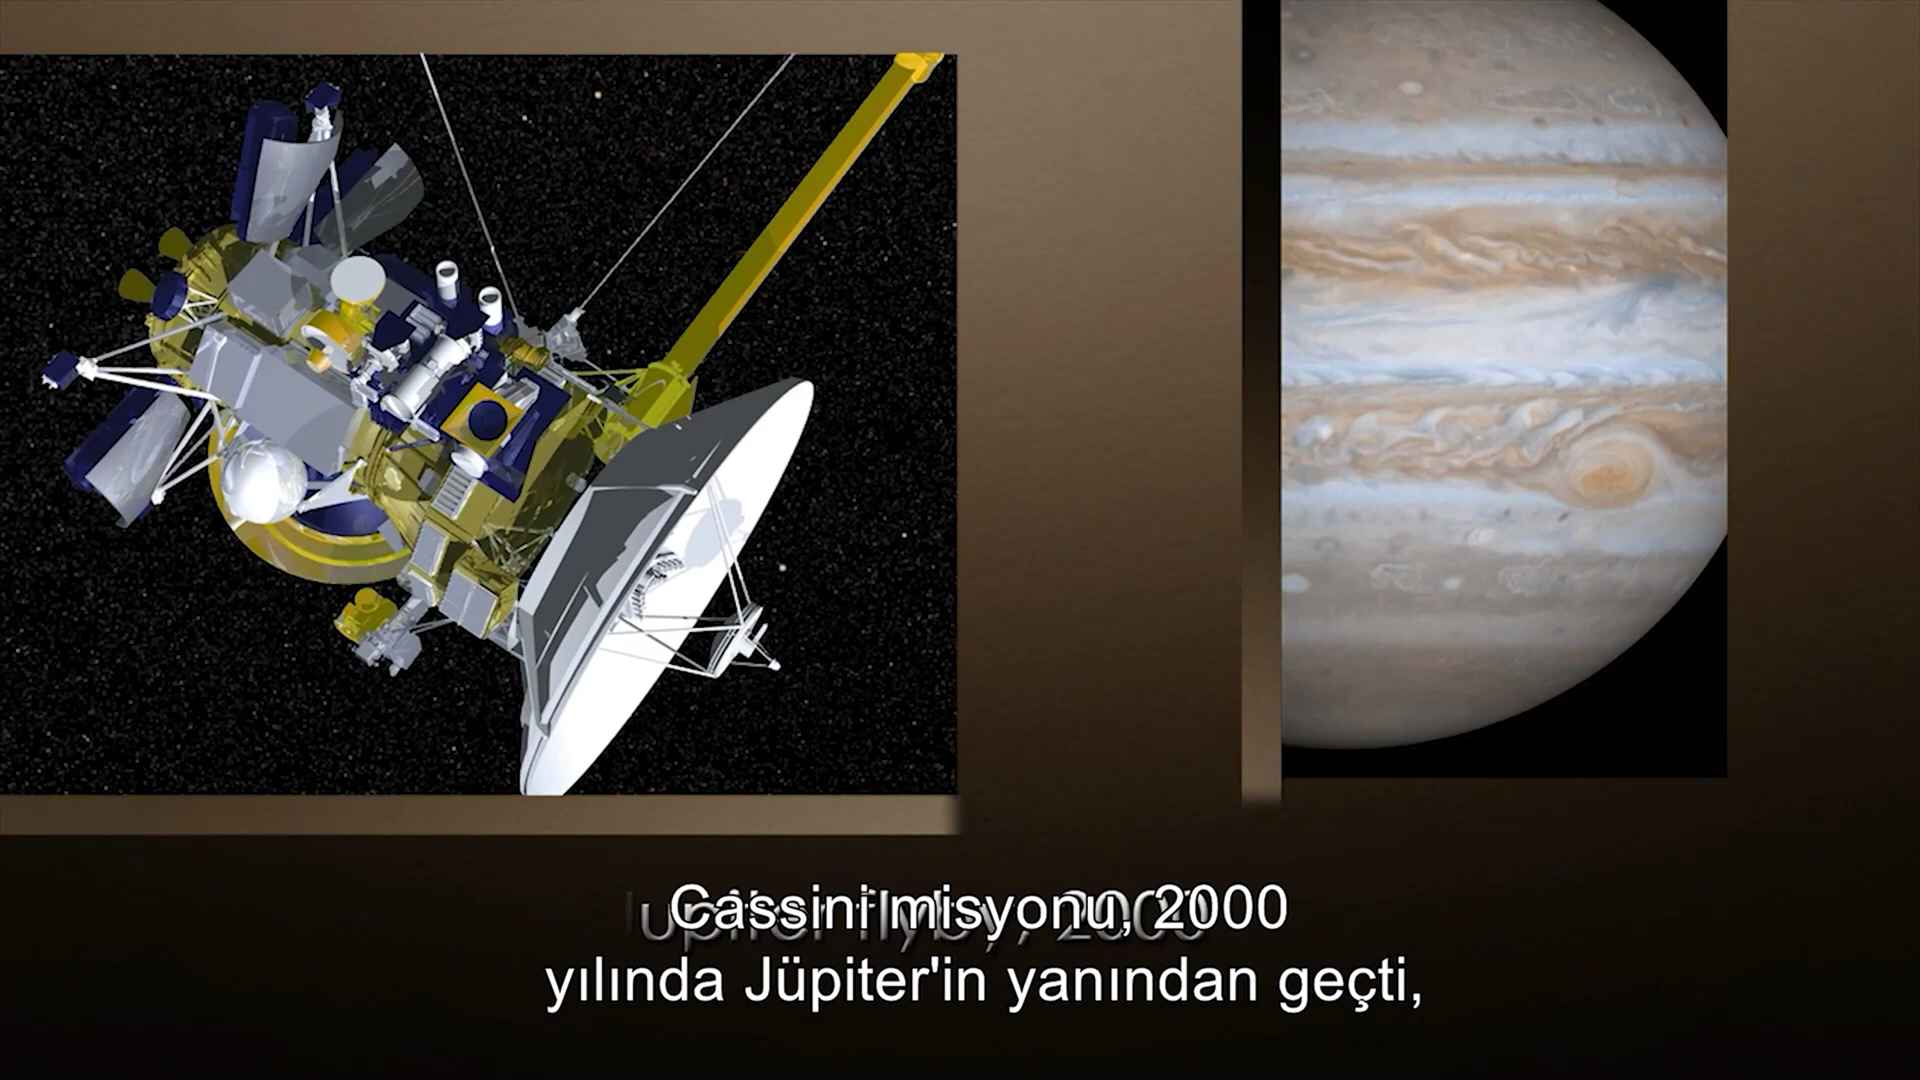 Cassini misyonu, 2000
yılında Jüpiter'in yanından geçti,